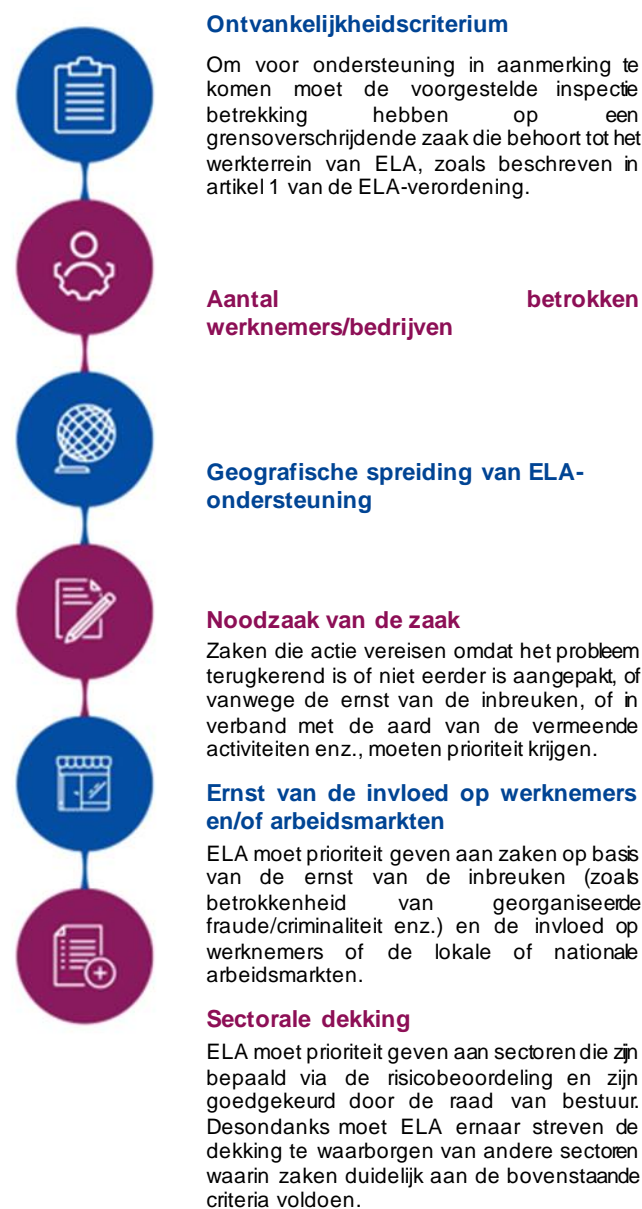 Ontvankelijkheidscriterium
Om voor ondersteuning in aanmerking te
komen moet de voorgestelde inspectie
betrekking hebben op een
grensoverschrijdende zaak die behoort tot het
werkterrein van ELA, zoals beschreven in
artikel 1 van de ELA-verordening.
Aantal betrokken
werknemers/bedrijven
Geografische spreiding van ELA-
ondersteuning
Noodzaak van de zaak
Zaken die actie vereisen omdat het probleem
terugkerend is of niet eerder is aangepakt, of
vanwege de ernst van de inbreuken, of in
verband met de aard van de vermeende
activiteiten enz., moeten prioriteit krijgen.
Ernst van de invloed op werknemers
en/of arbeidsmarkten
ELA moet prioriteit geven aan zaken op basis
van de ernst van de inbreuken (zoals
betrokkenheid van georganiseerde
fraude/criminaliteit enz.) en de invloed op
werknemers of de lokale of nationale
arbeidsmarkten.
Sectorale dekking
ELA moet prioriteit geven aan sectoren die zijn
bepaald via de risicobeoordeling en zijn
goedgekeurd door de raad van bestuur.
Desondanks moet ELA ernaar streven de
dekking te waarborgen van andere sectoren
waarin zaken duidelijk aan de bovenstaande
criteria voldoen.